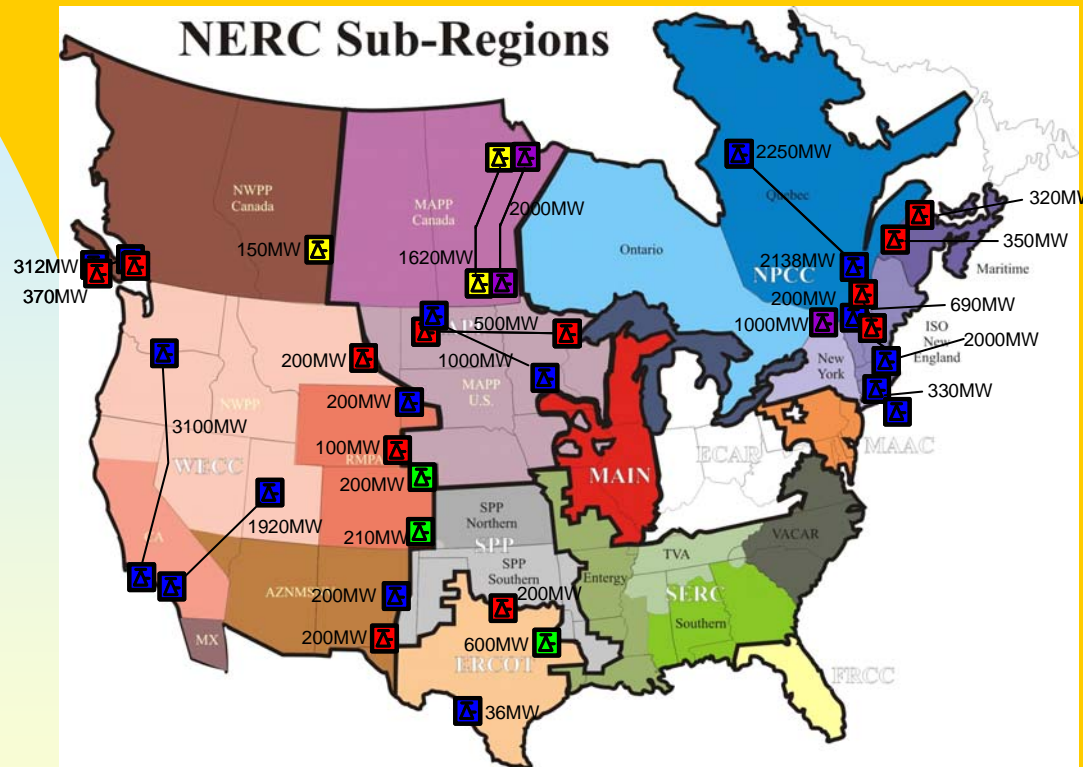 NERC Sub-Regions
2250MW
NWPP
Canada
MAPP
Canada
Quebec
2000MW
320MW
150MW
1620MW
Ontario
350MW
312MW
2138MW
NPCC
Maritime
370MW
200MW
690MW
500MW
1000MW
ISO
New
England
200MW
1000MW
2000MW
New
York
MAPP
U.S.
NWPP
200MW
330MW
3100MW
100MW
ECAR
MAAC
WECC
RMPA
200MW
MAIN
1920MW
SPP
Northern
210MW
SPP
VACAR
CA
TVA
SPP
Southern
Entergy
AZNMSNV
200MW
200MW
SERC
Southern
MX
200MW
600MW
ERCOT
FRCC
36MW